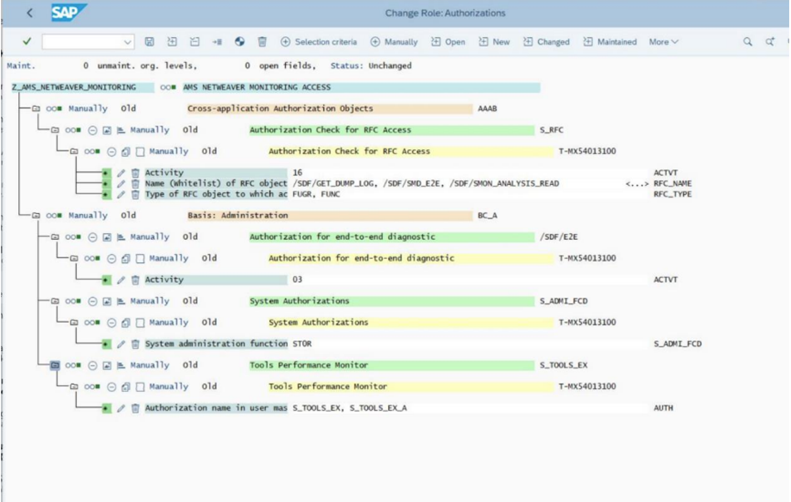 SAP
Change Role: Authorizations
Selection criteria Manually Open New Changed Maintained More
Maint. 0 unmaint. org. levels, 0 open fields, Status: Unchanged
Z_AMS_NETWEAVER_MONITORING AMS NETWEAVER MONITORING ACCESS
Manually Old Cross-application Authorization Objects AAAB
Manually Old Authorization Check for RFC Access S_RFC
Manually Old Authorization Check for RFC Access T-MX54013100
Activity 16 ACTVT
Name (Whitelist) of RFC object /SDF/GET_DUMP_LOG, /SDF/SMD_E2E, /SDF/SMON_ANALYSIS_READ <...> RFC_NAME
Type of RFC object to which ac FUGR, FUNC RFC_TYPE
Manually Old Basis: Administration BC_A
Manually Old Authorization for end-to-end diagnostic /SDF/E2E
Manually Old Authorization for end-to-end diagnostic T-MX54013100
Activity 03 ACTVT
Manually Old System Authorizations S_ADMI_FCD
Manually Old System Authorizations T-MX54013100
System administration function STOR S_ADMI_FCD
Manually Old Tools Performance Monitor S_TOOLS_EX
Manually Old Tools Performance Monitor T-MX54013100
Authorization name in user mas S_TOOLS_EX, S_TOOLS_EX_A AUTH